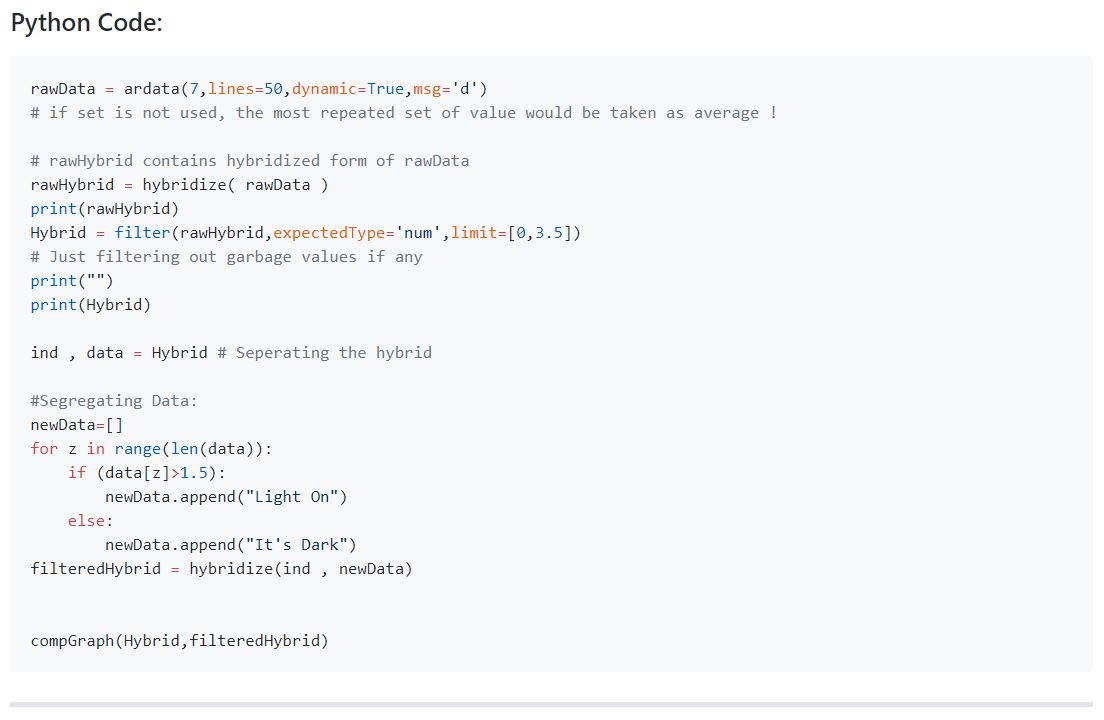 Python Code:
rawData = ardata(7,lines=50,dynamic=True,msg='d')
# if set is not used, the most repeated set of value would be taken as average !
# rawHybrid contains hybridized form of rawData
rawHybrid = hybridize( rawData )
print(rawHybrid)
Hybrid = filter(rawHybrid,expectedType='num',limit=[0,3.5])
# Just filtering out garbage values if any
print("")
print(Hybrid)
ind , data = Hybrid # Seperating the hybrid
#Segregating Data:
newData=[]
for z in range(len(data)):
    if (data[z]>1.5):
        newData.append("Light On")
    else:
        newData.append("It's Dark")
filteredHybrid = hybridize(ind , newData)
compGraph(Hybrid,filteredHybrid)